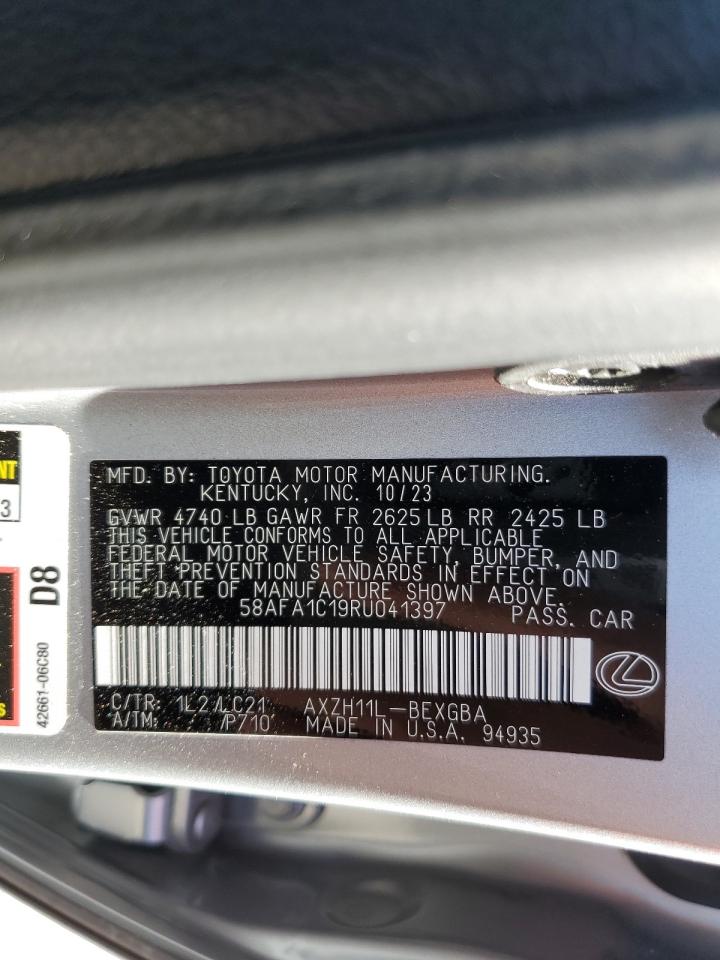 MFD. BY: TOYOTA MOTOR MANUFACTURING.
KENTUCKY, INC. 10/23
GVWR 4740 LB GAWR FR 2625 LB RR 2425 LB
THIS VEHICLE CONFORMS TO ALL APPLICABLE
FEDERAL MOTOR VEHICLE SAFETY, BUMPER, AND
THEFT PREVENTION STANDARDS IN EFFECT ON
THE DATE OF MANUFACTURE SHOWN ABOVE.
58AFA1C19RU041397 PASS. CAR
C/TR: 1L2/LC21 AXZH11L-BEXGBA
A/TM: /P710 MADE IN U.S.A. 94935
NT
3
D8
42661-06C80
S